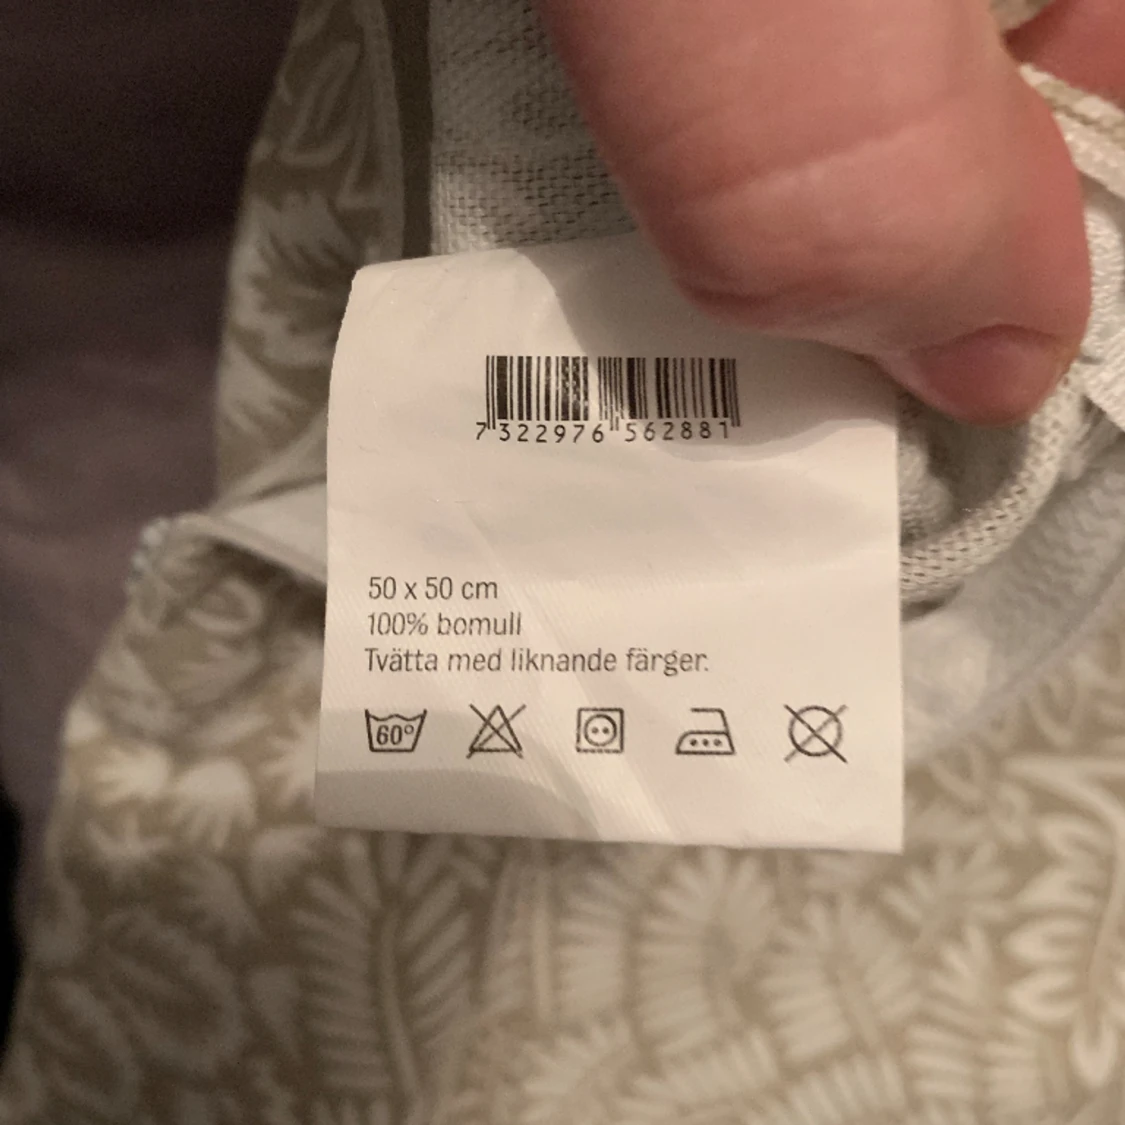 7 322976 562881
50 x 50 cm
100% bomull
Tvätta med liknande färger.
60°